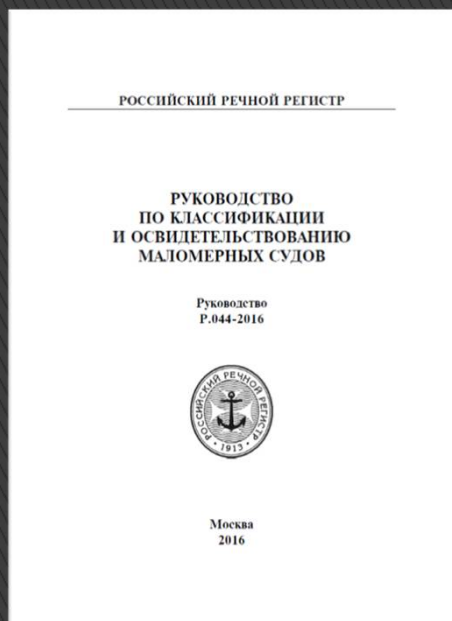 РОССИЙСКИЙ РЕЧНОЙ РЕГИСТР
РУКОВОДСТВО
ПО КЛАССИФИКАЦИИ
И ОСВИДЕТЕЛЬСТВОВАНИЮ
МАЛОМЕРНЫХ СУДОВ
Руководство
Р.044-2016
РОССИЙСКИЙ РЕЧНОЙ РЕГИСТР
1913
Москва
2016